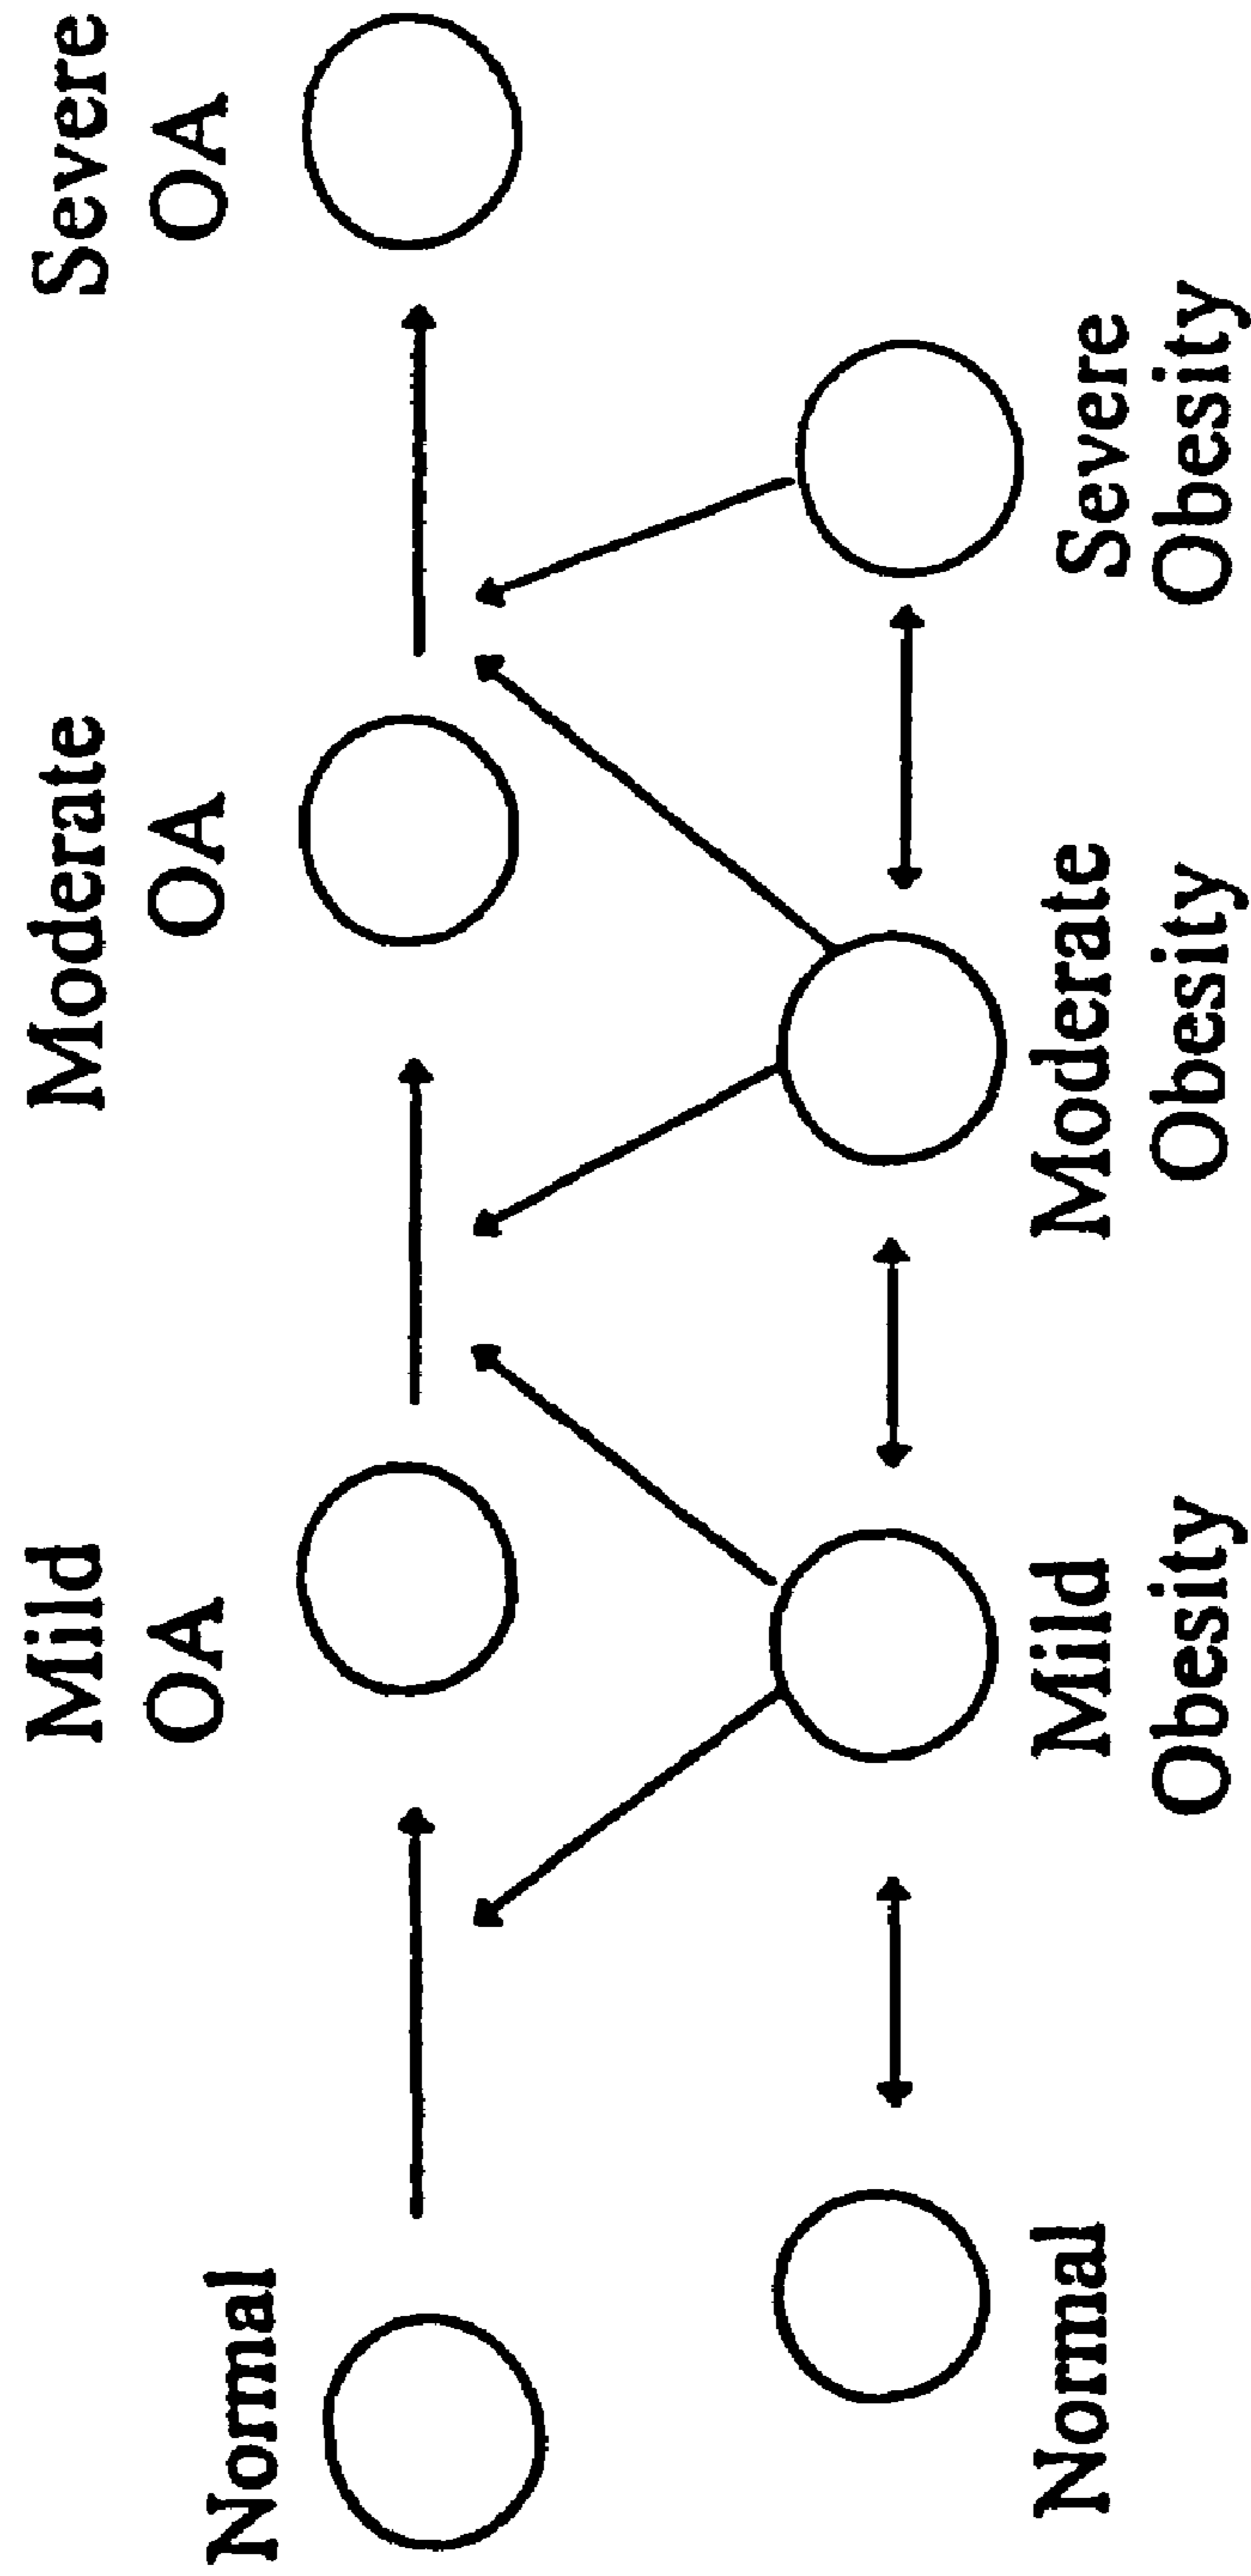 Normal
Mild
OA
Moderate
OA
Severe
OA
Normal
Mild
Obesity
Moderate
Obesity
Severe
Obesity